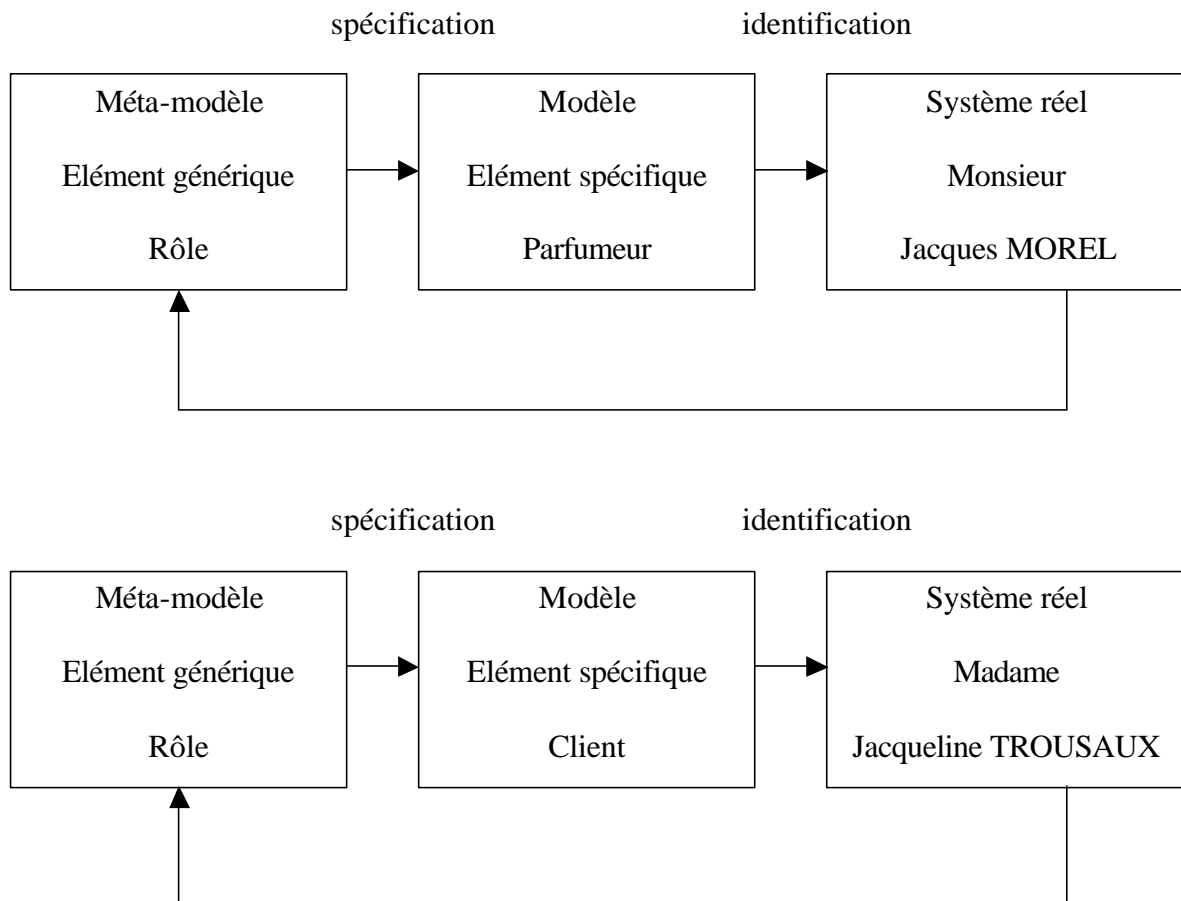 spécification identification
Méta-modèle Modèle Système réel
Elément générique Elément spécifique Monsieur
Rôle Parfumeur Jacques MOREL
spécification identification
Méta-modèle Modèle Système réel
Elément générique Elément spécifique Madame
Rôle Client Jacqueline TROUSAUX